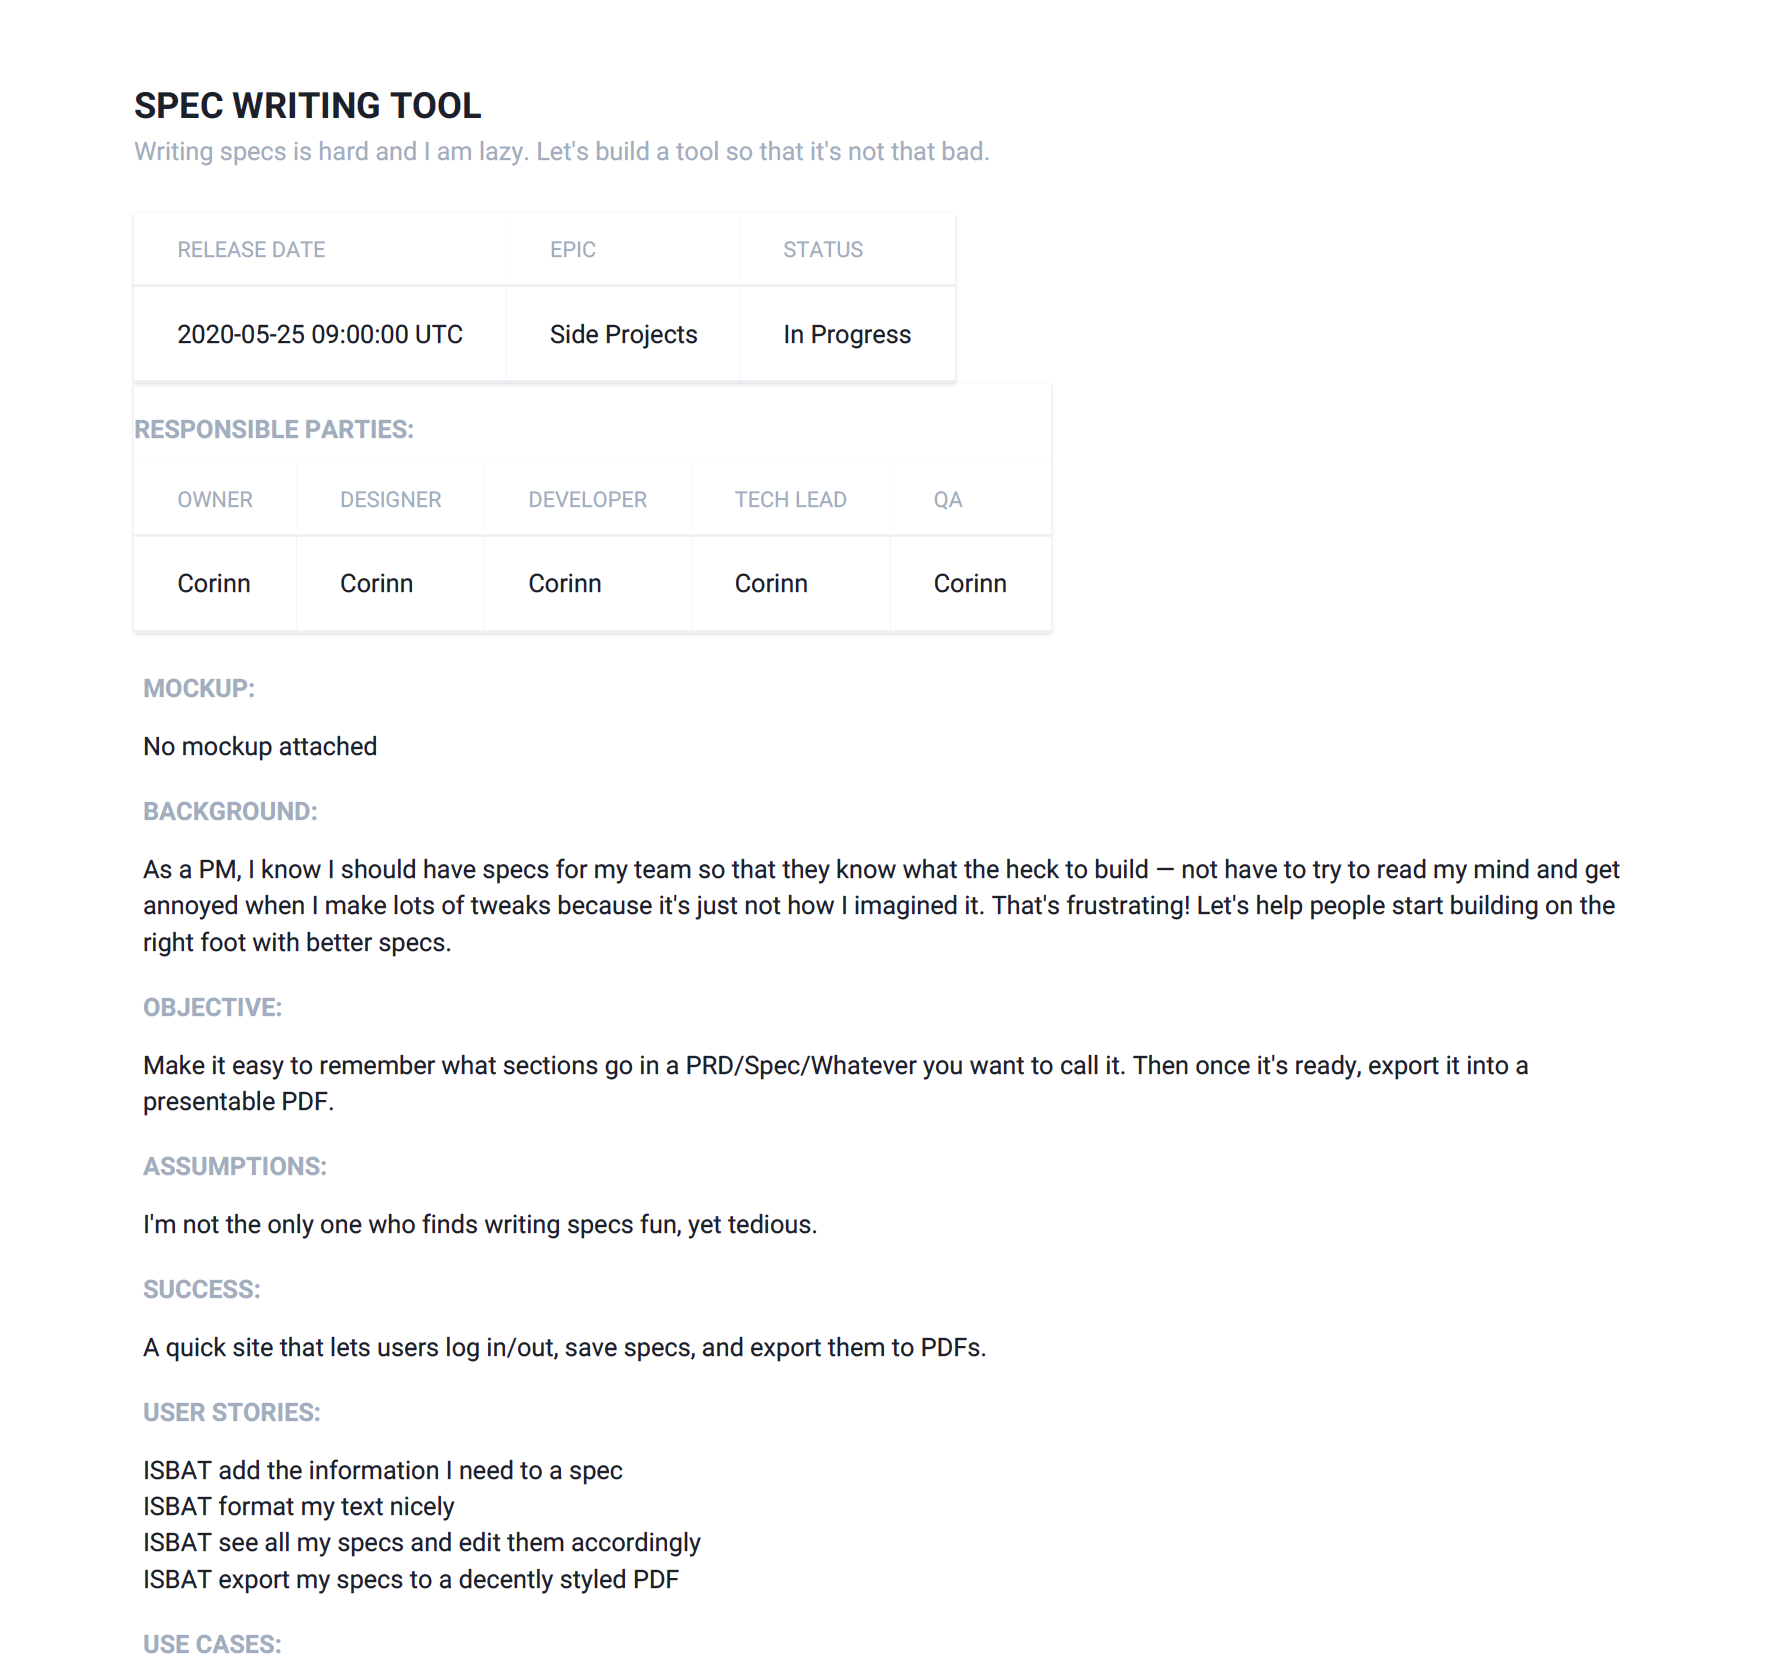 SPEC WRITING TOOL
Writing specs is hard and I am lazy. Let's build a tool so that it's not that bad.
RELEASE DATE EPIC STATUS
2020-05-25 09:00:00 UTC Side Projects In Progress
RESPONSIBLE PARTIES:
OWNER DESIGNER DEVELOPER TECH LEAD QA
Corinn Corinn Corinn Corinn Corinn
MOCKUP:
No mockup attached
BACKGROUND:
As a PM, I know I should have specs for my team so that they know what the heck to build — not have to try to read my mind and get
annoyed when I make lots of tweaks because it's just not how I imagined it. That's frustrating! Let's help people start building on the
right foot with better specs.
OBJECTIVE:
Make it easy to remember what sections go in a PRD/Spec/Whatever you want to call it. Then once it's ready, export it into a
presentable PDF.
ASSUMPTIONS:
I'm not the only one who finds writing specs fun, yet tedious.
SUCCESS:
A quick site that lets users log in/out, save specs, and export them to PDFs.
USER STORIES:
ISBAT add the information I need to a spec
ISBAT format my text nicely
ISBAT see all my specs and edit them accordingly
ISBAT export my specs to a decently styled PDF
USE CASES: